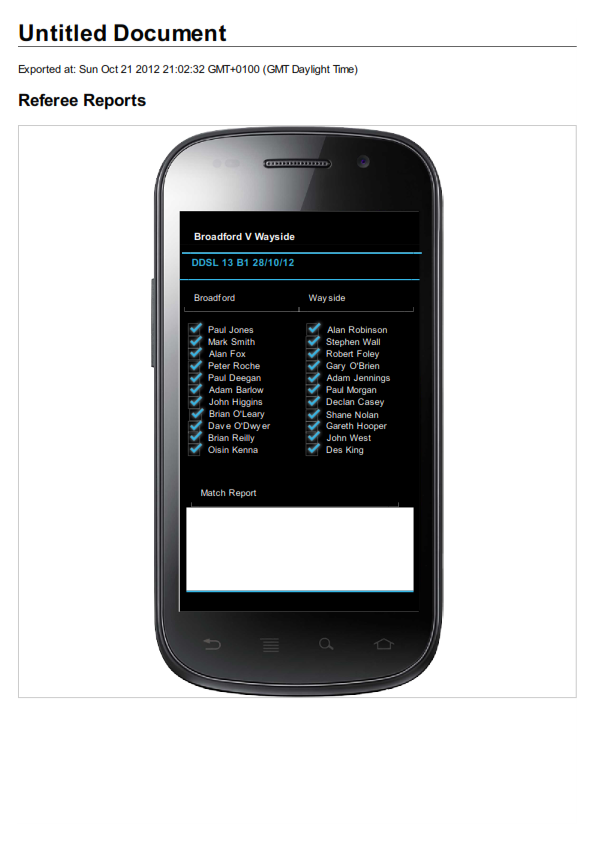 Untitled Document
Exported at: Sun Oct 21 2012 21:02:32 GMT+0100 (GMT Daylight Time)
Referee Reports
Broadford V Wayside
DDSL 13 B1 28/10/12
Broadford Wayside
Paul Jones Alan Robinson
Mark Smith Stephen Wall
Alan Fox Robert Foley
Peter Roche Gary O'Brien
Paul Deegan Adam Jennings
Adam Barlow Paul Morgan
John Higgins Declan Casey
Brian O'Leary Shane Nolan
Dave O'Dwyer Gareth Hooper
Brian Reilly John West
Oisin Kenna Des King
Match Report